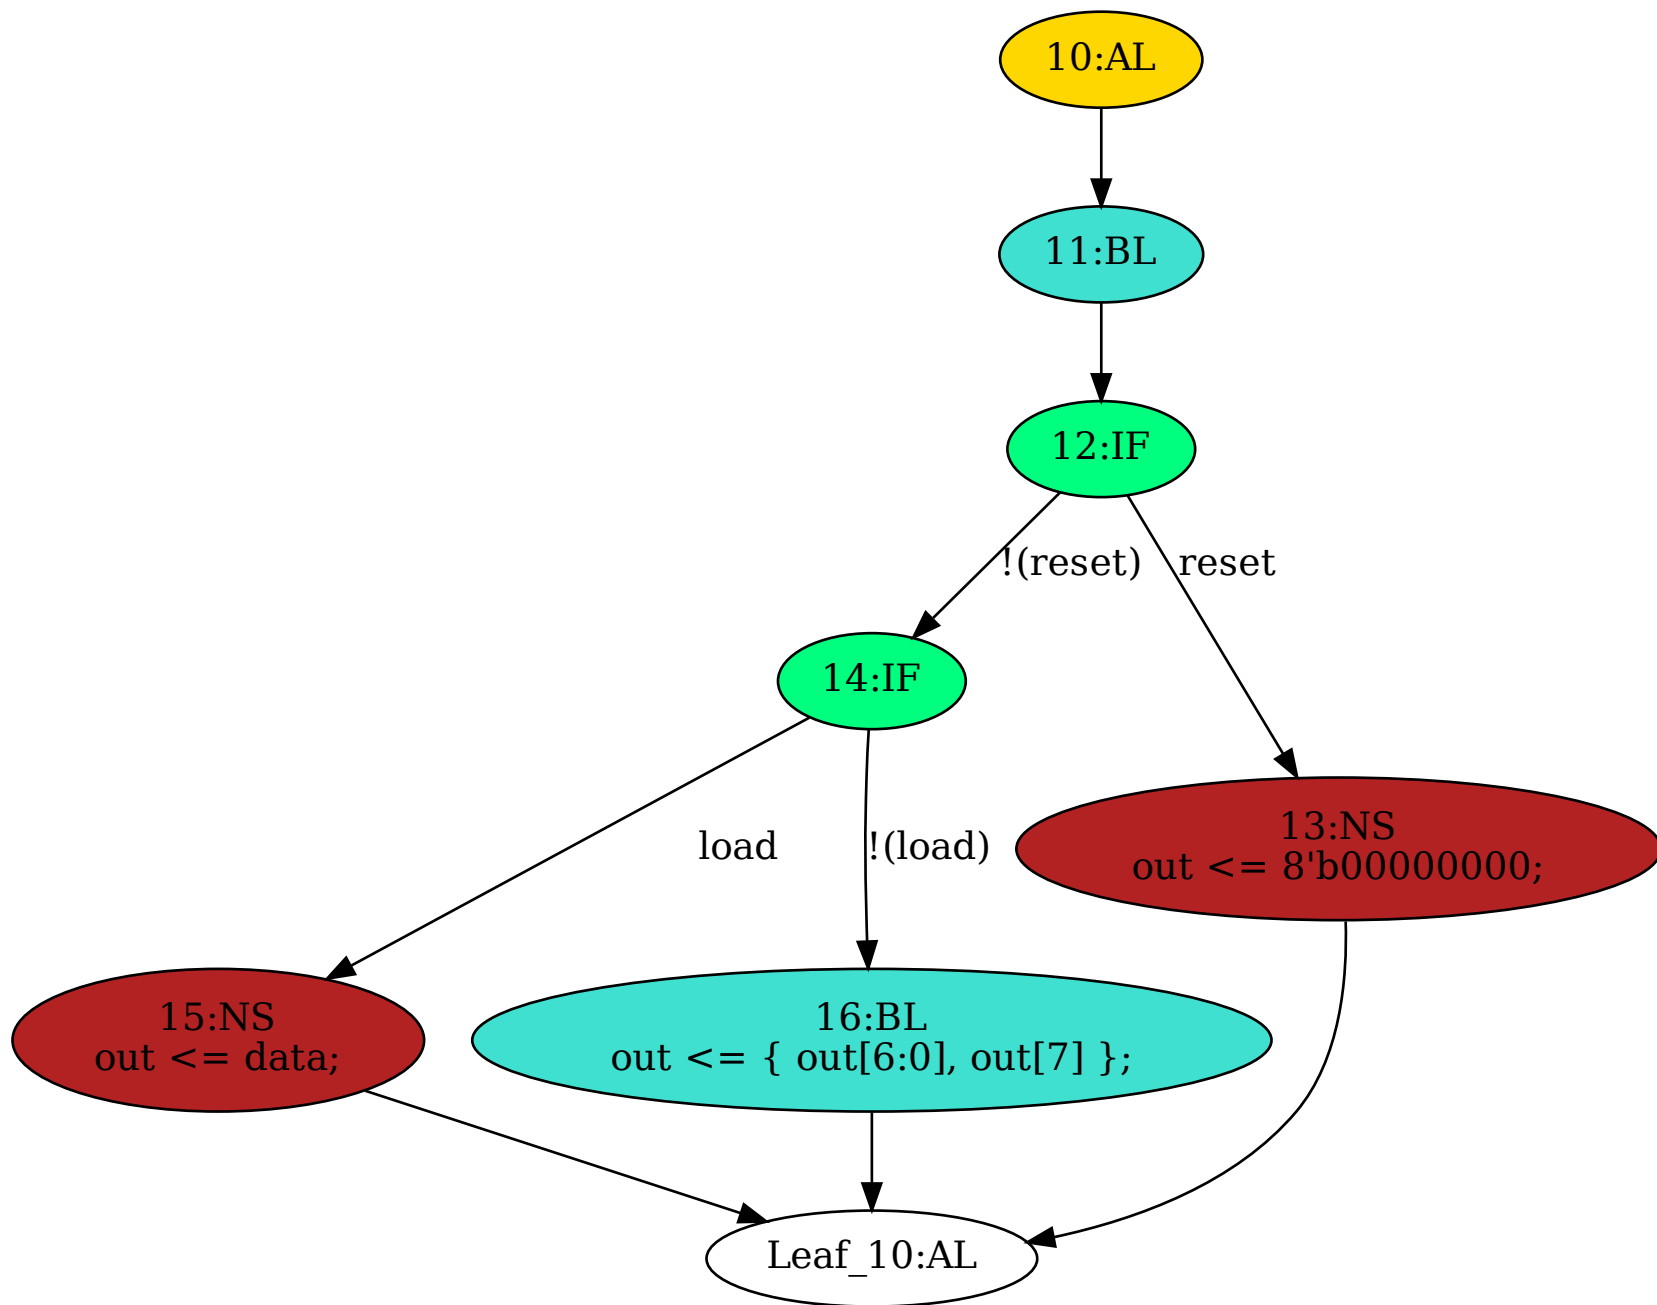 10:AL
11:BL
12:IF
!(reset)
reset
14:IF
load
!(load)
13:NS
out <= 8'b00000000;
15:NS
out <= data;
16:BL
out <= { out[6:0], out[7] };
Leaf_10:AL